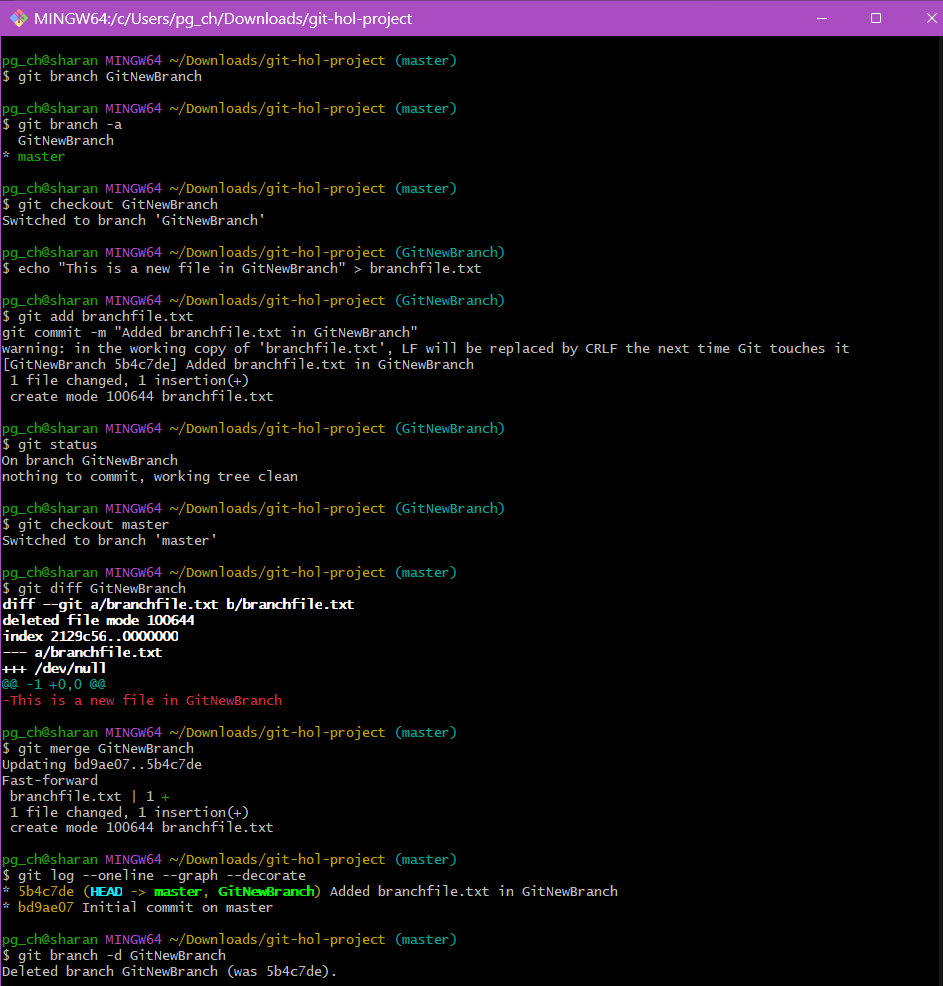 MINGW64:/c/Users/pg_ch/Downloads/git-hol-project
pg_ch@sharan MINGW64 ~/Downloads/git-hol-project (master)
$ git branch GitNewBranch
pg_ch@sharan MINGW64 ~/Downloads/git-hol-project (master)
$ git branch -a
  GitNewBranch
* master
pg_ch@sharan MINGW64 ~/Downloads/git-hol-project (master)
$ git checkout GitNewBranch
Switched to branch 'GitNewBranch'
pg_ch@sharan MINGW64 ~/Downloads/git-hol-project (GitNewBranch)
$ echo "This is a new file in GitNewBranch" > branchfile.txt
pg_ch@sharan MINGW64 ~/Downloads/git-hol-project (GitNewBranch)
$ git add branchfile.txt
git commit -m "Added branchfile.txt in GitNewBranch"
warning: in the working copy of 'branchfile.txt', LF will be replaced by CRLF the next time Git touches it
[GitNewBranch 5b4c7de] Added branchfile.txt in GitNewBranch
 1 file changed, 1 insertion(+)
 create mode 100644 branchfile.txt
pg_ch@sharan MINGW64 ~/Downloads/git-hol-project (GitNewBranch)
$ git status
On branch GitNewBranch
nothing to commit, working tree clean
pg_ch@sharan MINGW64 ~/Downloads/git-hol-project (GitNewBranch)
$ git checkout master
Switched to branch 'master'
pg_ch@sharan MINGW64 ~/Downloads/git-hol-project (master)
$ git diff GitNewBranch
diff --git a/branchfile.txt b/branchfile.txt
deleted file mode 100644
index 2129c56..0000000
--- a/branchfile.txt
+++ /dev/null
@@ -1 +0,0 @@
-This is a new file in GitNewBranch
pg_ch@sharan MINGW64 ~/Downloads/git-hol-project (master)
$ git merge GitNewBranch
Updating bd9ae07..5b4c7de
Fast-forward
 branchfile.txt | 1 +
 1 file changed, 1 insertion(+)
 create mode 100644 branchfile.txt
pg_ch@sharan MINGW64 ~/Downloads/git-hol-project (master)
$ git log --oneline --graph --decorate
* 5b4c7de (HEAD -> master, GitNewBranch) Added branchfile.txt in GitNewBranch
* bd9ae07 Initial commit on master
pg_ch@sharan MINGW64 ~/Downloads/git-hol-project (master)
$ git branch -d GitNewBranch
Deleted branch GitNewBranch (was 5b4c7de).